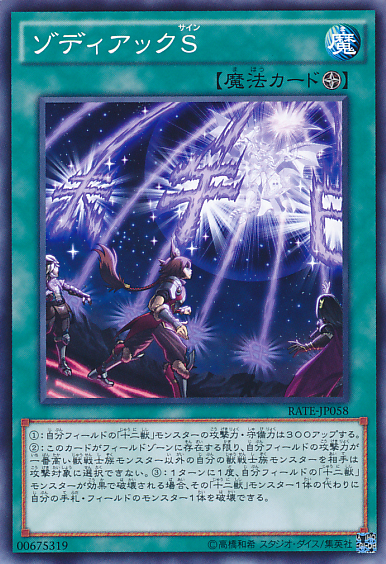 ゾディアックS
サイン
魔
【魔法カード】
RATE-JP058
①:自分フィールドの「十二獣」モンスターの攻撃力・守備力は300アップする。
②:このカードがフィールドゾーンに存在する限り、自分フィールドの攻撃力が
一番高い獣戦士族モンスター以外の自分の獣戦士族モンスターを相手は
攻撃対象に選択できない。③:1ターンに1度、自分フィールドの「十二獣」
モンスターが効果で破壊される場合、その「十二獣」モンスター1体の代わりに
自分の手札・フィールドのモンスター1体を破壊できる。
00675319
©高橋和希 スタジオ・ダイス/集英社